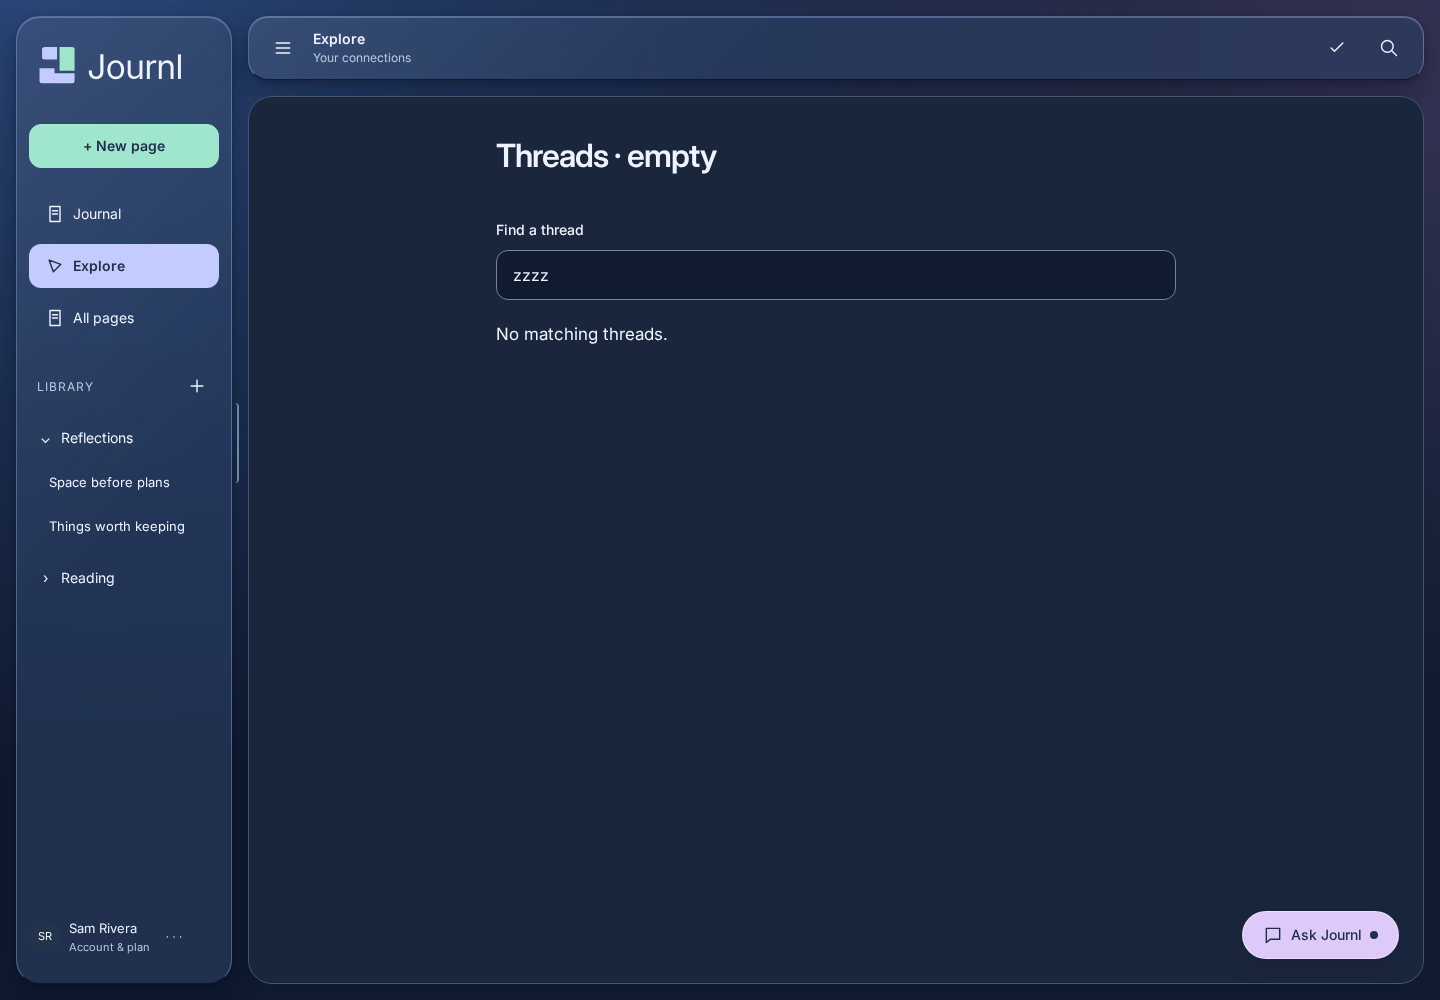 Journl
+ New page
Journal
Explore
All pages
LIBRARY
Reflections
Space before plans
Things worth keeping
Reading
SR
Sam Rivera
Account & plan
...
Explore
Your connections
Threads · empty
Find a thread
zzzz
No matching threads.
Ask Journl